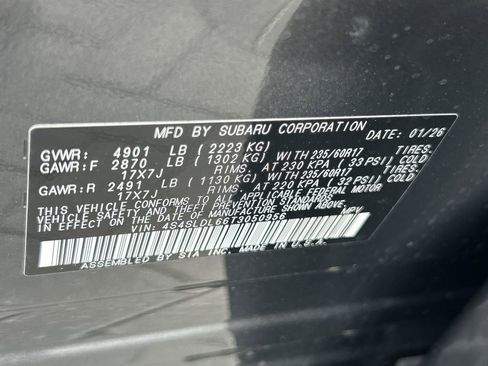 MFD BY SUBARU CORPORATION DATE: 01/26
GVWR: 4901 LB ( 2223 KG)
GAWR:F 2870 LB ( 1302 KG) WITH 235/60R17 TIRES,
17X7J RIMS, AT 230 KPA ( 33 PSI) COLD
GAWR:R 2491 LB ( 1130 KG) WITH 235/60R17 TIRES,
17X7J RIMS, AT 220 KPA ( 32 PSI) COLD
THIS VEHICLE CONFORMS TO ALL APPLICABLE FEDERAL MOTOR
VEHICLE SAFETY, BUMPER, AND THEFT PREVENTION STANDARDS
IN EFFECT ON THE DATE OF MANUFACTURE SHOWN ABOVE.
VIN: 4S4SLDL66T3050956 MPV
ASSEMBLED BY SIA INC. MADE IN U.S.A.